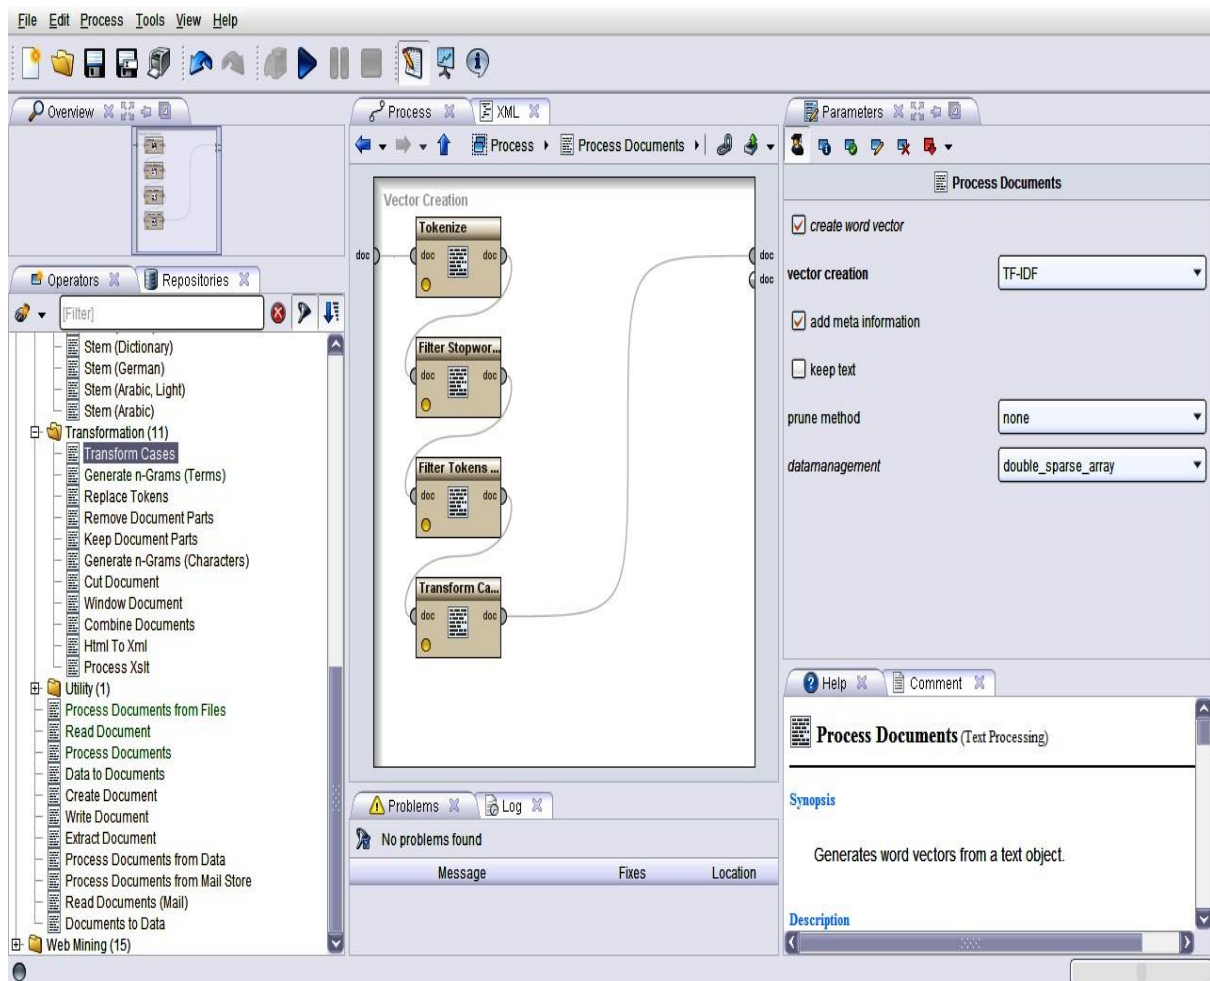 File Edit Process Tools View Help
Overview
Operators
Repositories
[Filter]
Stem (Dictionary)
Stem (German)
Stem (Arabic, Light)
Stem (Arabic)
Transformation (11)
Transform Cases
Generate n-Grams (Terms)
Replace Tokens
Remove Document Parts
Keep Document Parts
Generate n-Grams (Characters)
Cut Document
Window Document
Combine Documents
Html To Xml
Process Xslt
Utility (1)
Process Documents from Files
Read Document
Process Documents
Data to Documents
Create Document
Write Document
Extract Document
Process Documents from Data
Process Documents from Mail Store
Read Documents (Mail)
Documents to Data
Web Mining (15)
Process
XML
Process
Process Documents
Vector Creation
Tokenize
doc doc doc doc
doc
Filter Stopwor...
doc doc
Filter Tokens ...
doc doc
Transform Ca...
doc doc
Problems
Log
No problems found
Message Fixes Location
Parameters
Process Documents
create word vector
vector creation TF-IDF
add meta information
keep text
prune method none
datamanagement double_sparse_array
Help
Comment
Process Documents (Text Processing)
Synopsis
Generates word vectors from a text object.
Description